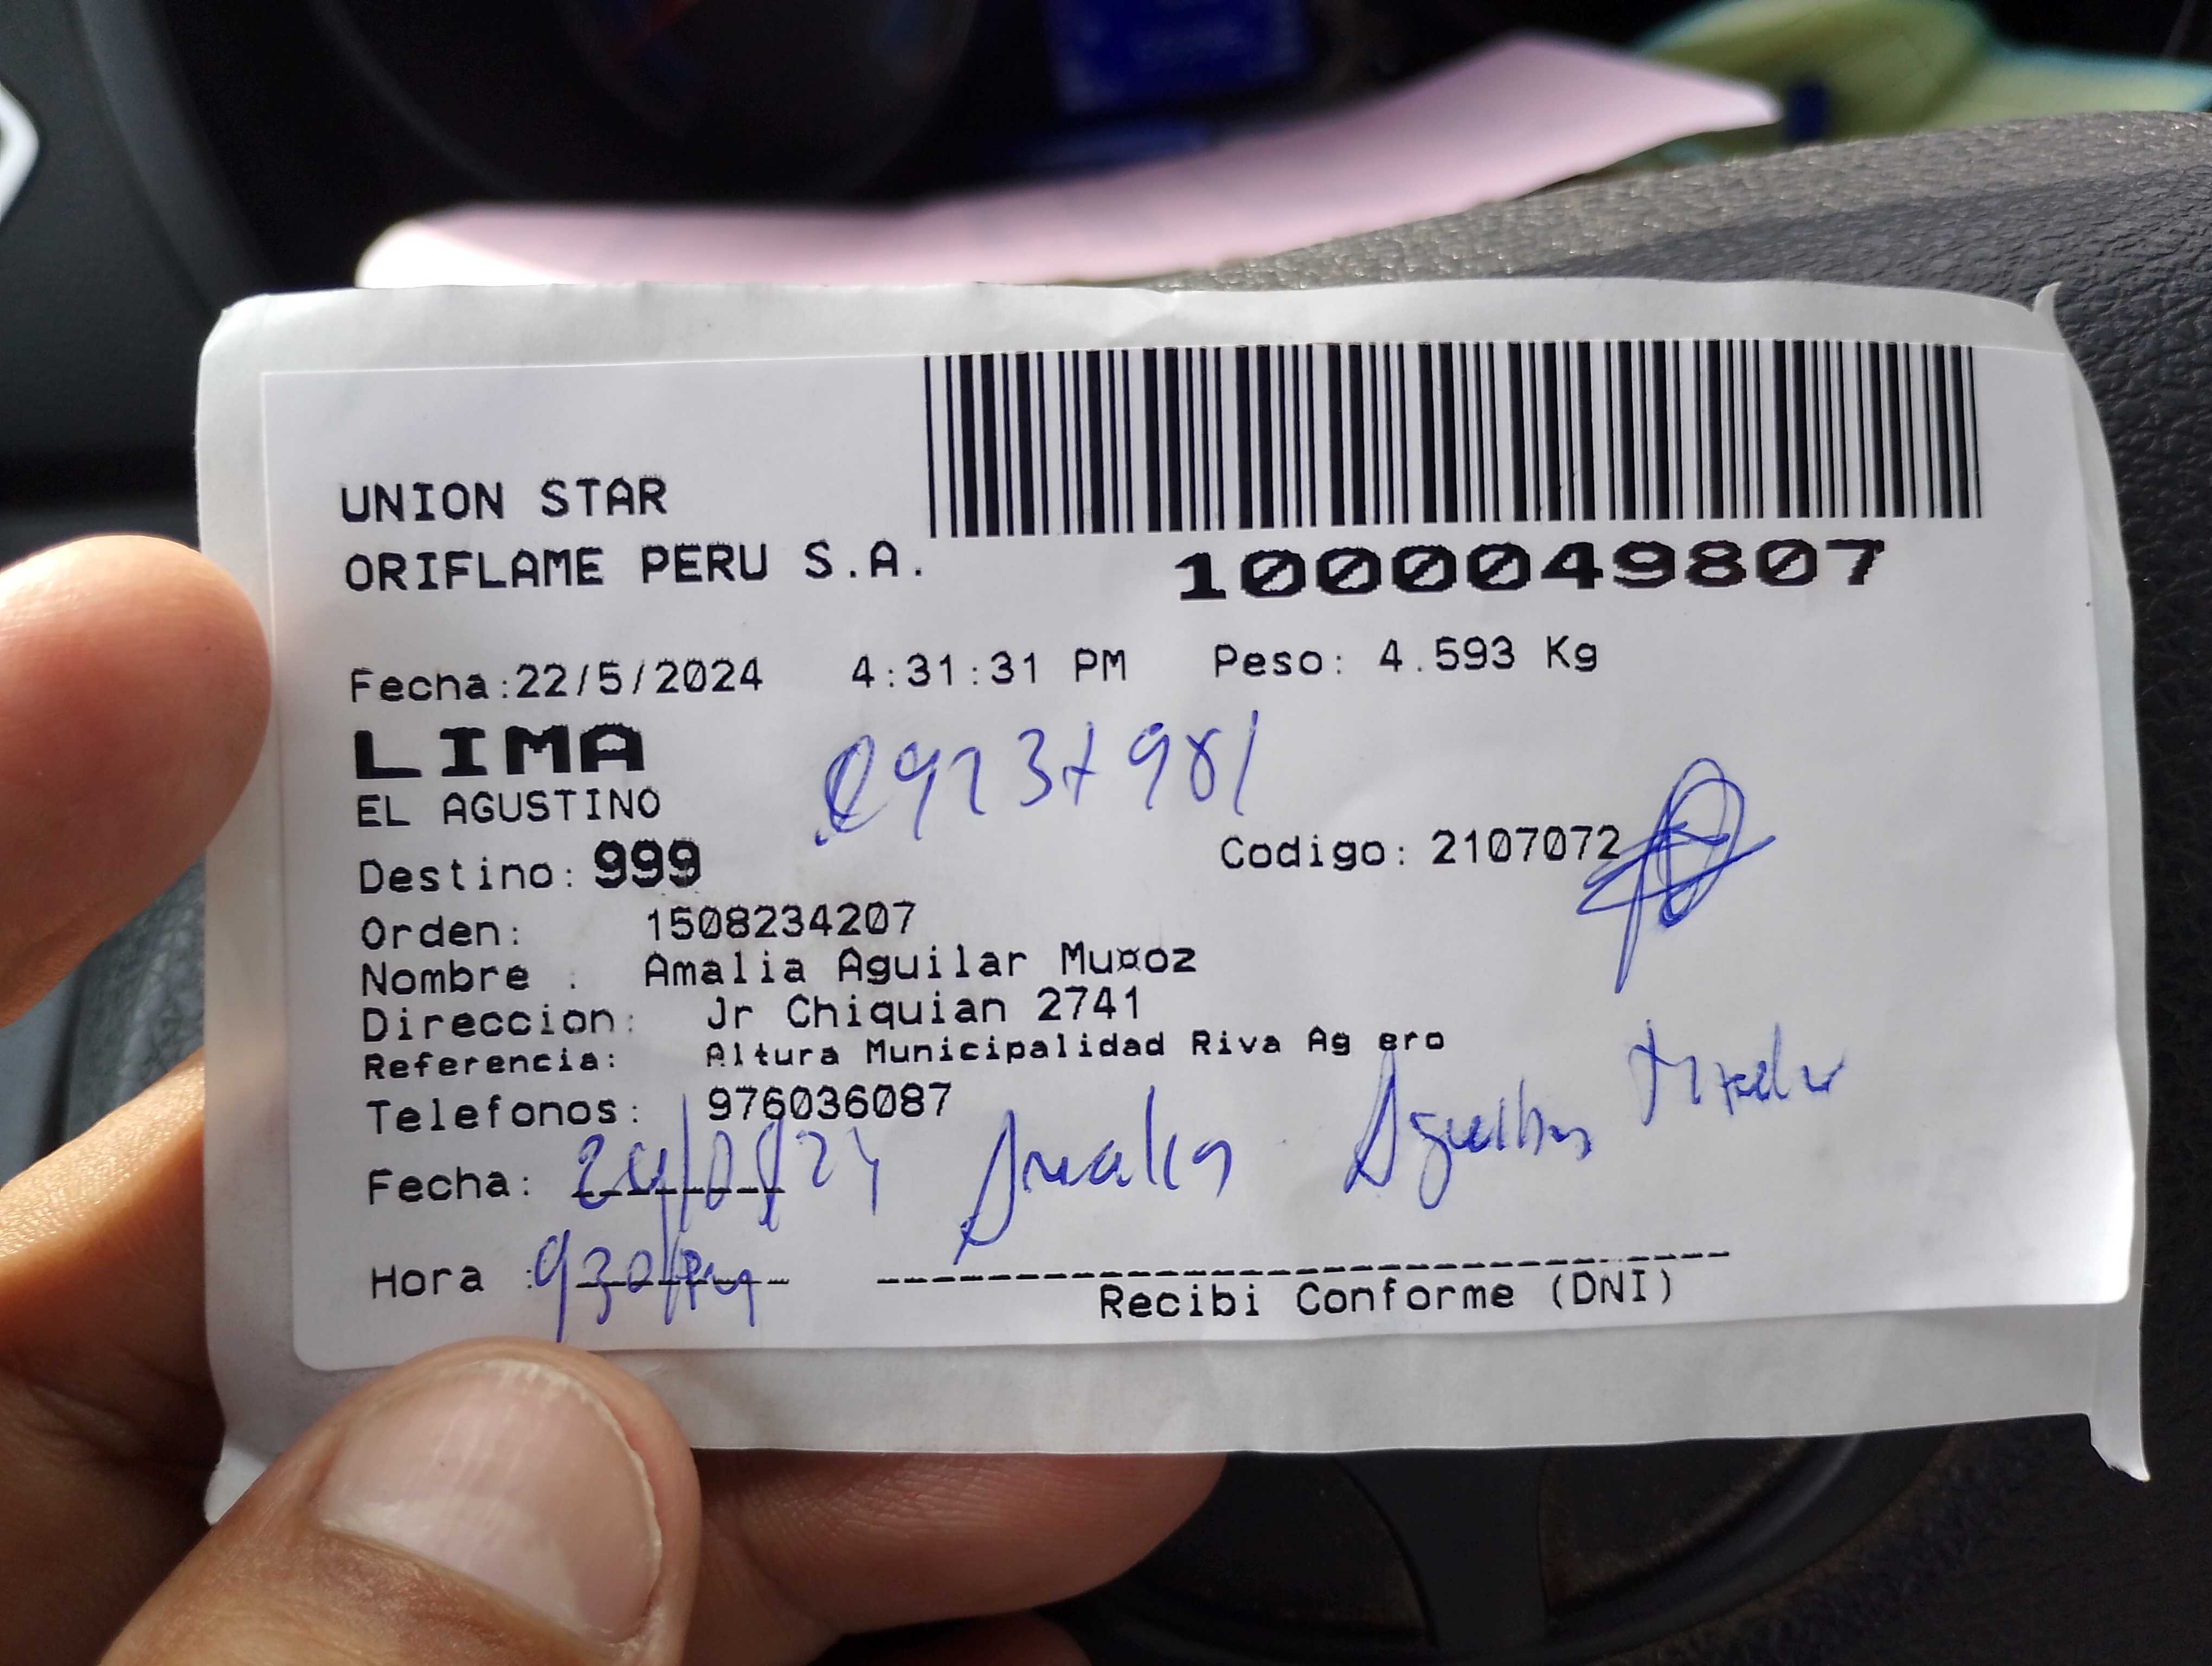 UNION STAR
ORIFLAME PERU S.A.
1000049807
Fecha:22/5/2024 4:31:31 PM Peso: 4.593 Kg
LIMA
EL AGUSTINO
Destino: 999 Codigo: 2107072
Orden: 1508234207
Nombre : Amalia Aguilar Mu¤oz
Direccion: Jr Chiquian 2741
Referencia: Altura Municipalidad Riva Ag ero
Telefonos: 976036087
Fecha: Amalia Aguilar
Hora :
Recibi Conforme (DNI)